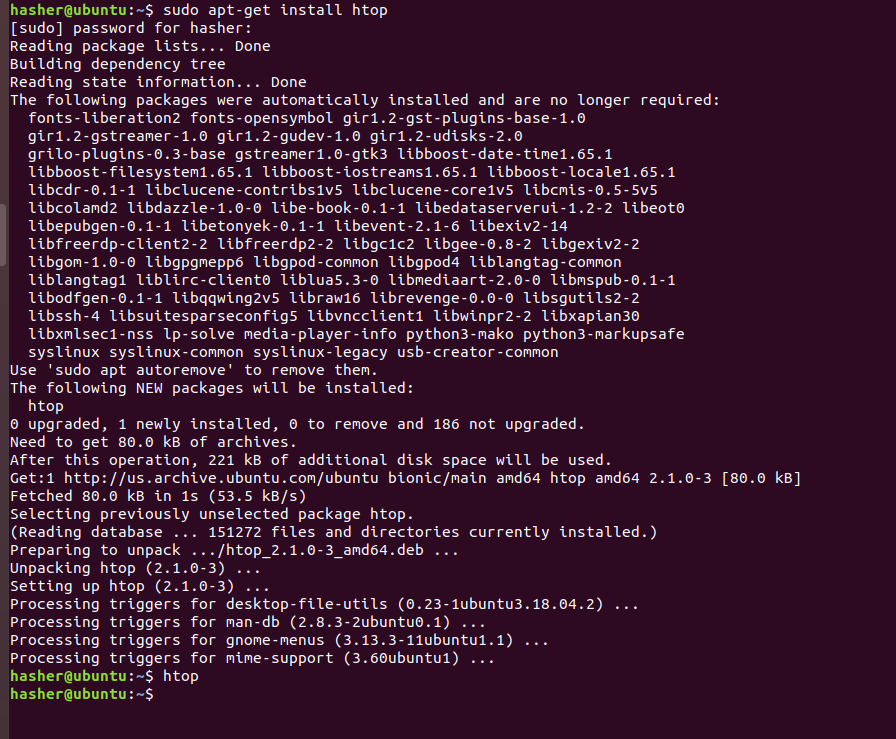 hasher@ubuntu:~$ sudo apt-get install htop
[sudo] password for hasher:
Reading package lists... Done
Building dependency tree
Reading state information... Done
The following packages were automatically installed and are no longer required:
  fonts-liberation2 fonts-opensymbol gir1.2-gst-plugins-base-1.0
  gir1.2-gstreamer-1.0 gir1.2-gudev-1.0 gir1.2-udisks-2.0
  grilo-plugins-0.3-base gstreamer1.0-gtk3 libboost-date-time1.65.1
  libboost-filesystem1.65.1 libboost-iostreams1.65.1 libboost-locale1.65.1
  libcdr-0.1-1 libclucene-contribs1v5 libclucene-core1v5 libcmis-0.5-5v5
  libcolamd2 libdazzle-1.0-0 libe-book-0.1-1 libedataserverui-1.2-2 libeot0
  libepubgen-0.1-1 libetonyek-0.1-1 libevent-2.1-6 libexiv2-14
  libfreerdp-client2-2 libfreerdp2-2 libgc1c2 libgee-0.8-2 libgexiv2-2
  libgom-1.0-0 libgpgmepp6 libgpod-common libgpod4 liblangtag-common
  liblangtag1 liblirc-client0 liblua5.3-0 libmediaart-2.0-0 libmspub-0.1-1
  libodfgen-0.1-1 libqqwing2v5 libraw16 librevenge-0.0-0 libsgutils2-2
  libssh-4 libsuitesparseconfig5 libvncclient1 libwinpr2-2 libxapian30
  libxmlsec1-nss lp-solve media-player-info python3-mako python3-markupsafe
  syslinux syslinux-common syslinux-legacy usb-creator-common
Use 'sudo apt autoremove' to remove them.
The following NEW packages will be installed:
  htop
0 upgraded, 1 newly installed, 0 to remove and 186 not upgraded.
Need to get 80.0 kB of archives.
After this operation, 221 kB of additional disk space will be used.
Get:1 http://us.archive.ubuntu.com/ubuntu bionic/main amd64 htop amd64 2.1.0-3 [80.0 kB]
Fetched 80.0 kB in 1s (53.5 kB/s)
Selecting previously unselected package htop.
(Reading database ... 151272 files and directories currently installed.)
Preparing to unpack .../htop_2.1.0-3_amd64.deb ...
Unpacking htop (2.1.0-3) ...
Setting up htop (2.1.0-3) ...
Processing triggers for desktop-file-utils (0.23-1ubuntu3.18.04.2) ...
Processing triggers for man-db (2.8.3-2ubuntu0.1) ...
Processing triggers for gnome-menus (3.13.3-11ubuntu1.1) ...
Processing triggers for mime-support (3.60ubuntu1) ...
hasher@ubuntu:~$ htop
hasher@ubuntu:~$